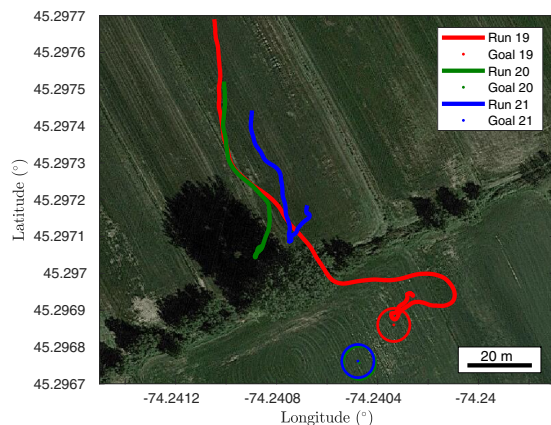 45.2977
45.2976
45.2975
45.2974
45.2973
45.2972
45.2971
45.297
45.2969
45.2968
45.2967
Latitude (°)
Run 19
Goal 19
Run 20
Goal 20
Run 21
Goal 21
20 m
-74.2412 -74.2408 -74.2404 -74.24
Longitude (°)